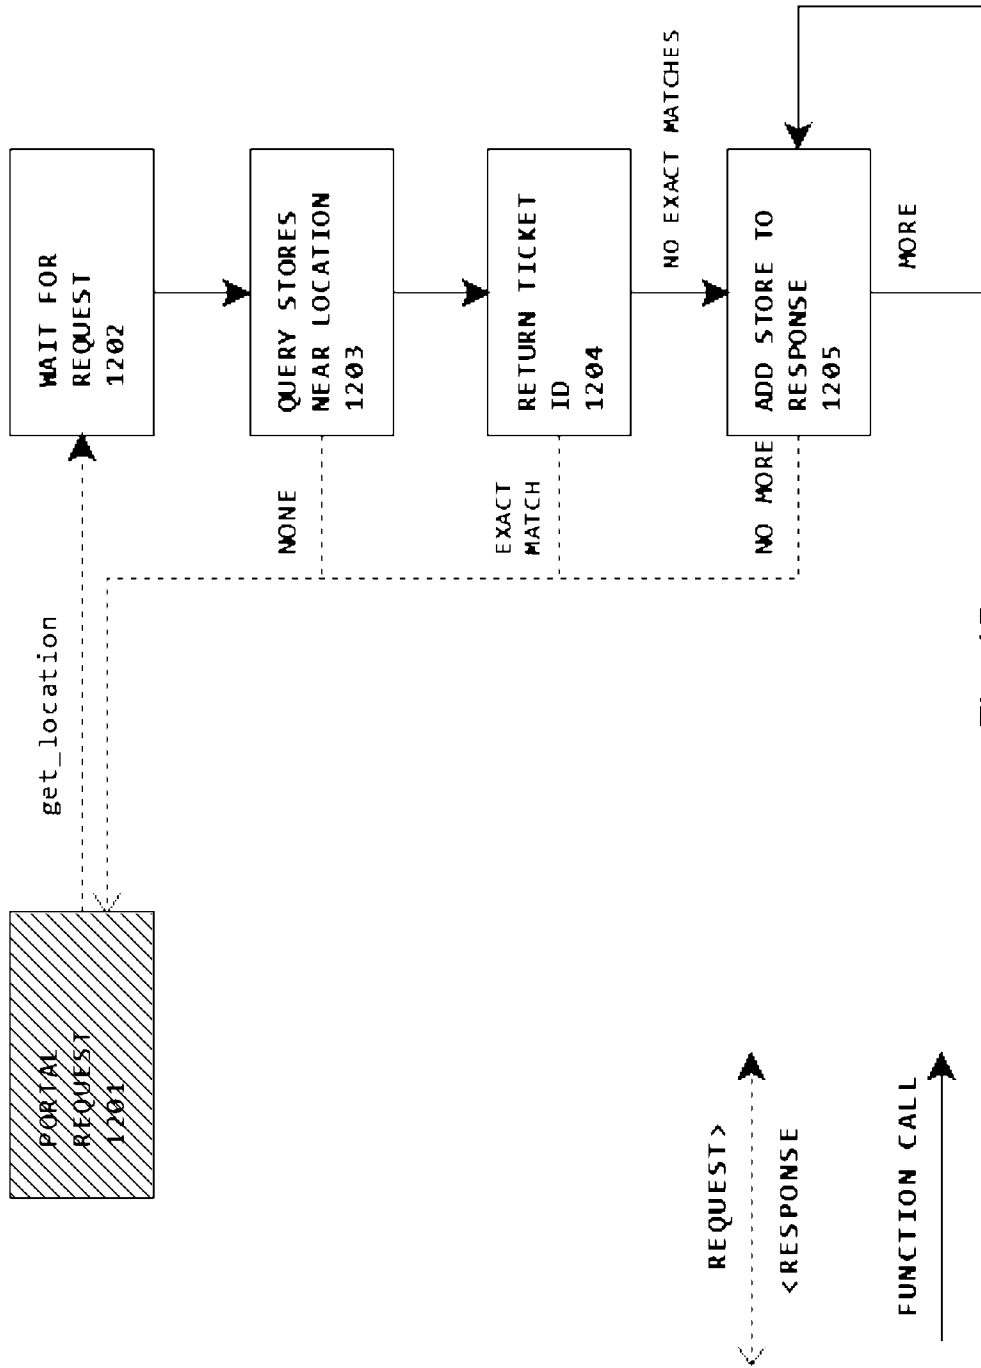 PORTAL
REQUEST
1201
get_location
WAIT FOR
REQUEST
1202
NONE
QUERY STORES
NEAR LOCATION
1203
EXACT
MATCH
RETURN TICKET
ID
1204
NO EXACT MATCHES
NO MORE
ADD STORE TO
RESPONSE
1205
MORE
REQUEST>
<RESPONSE
FUNCTION CALL